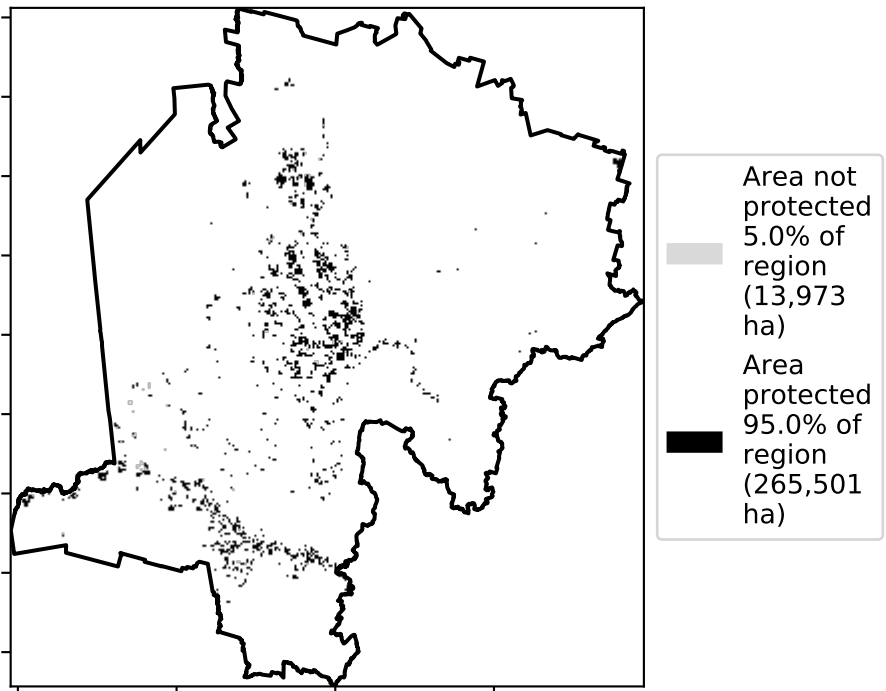 Area not
protected
5.0% of
region
(13,973
ha)
Area
protected
95.0% of
region
(265,501
ha)